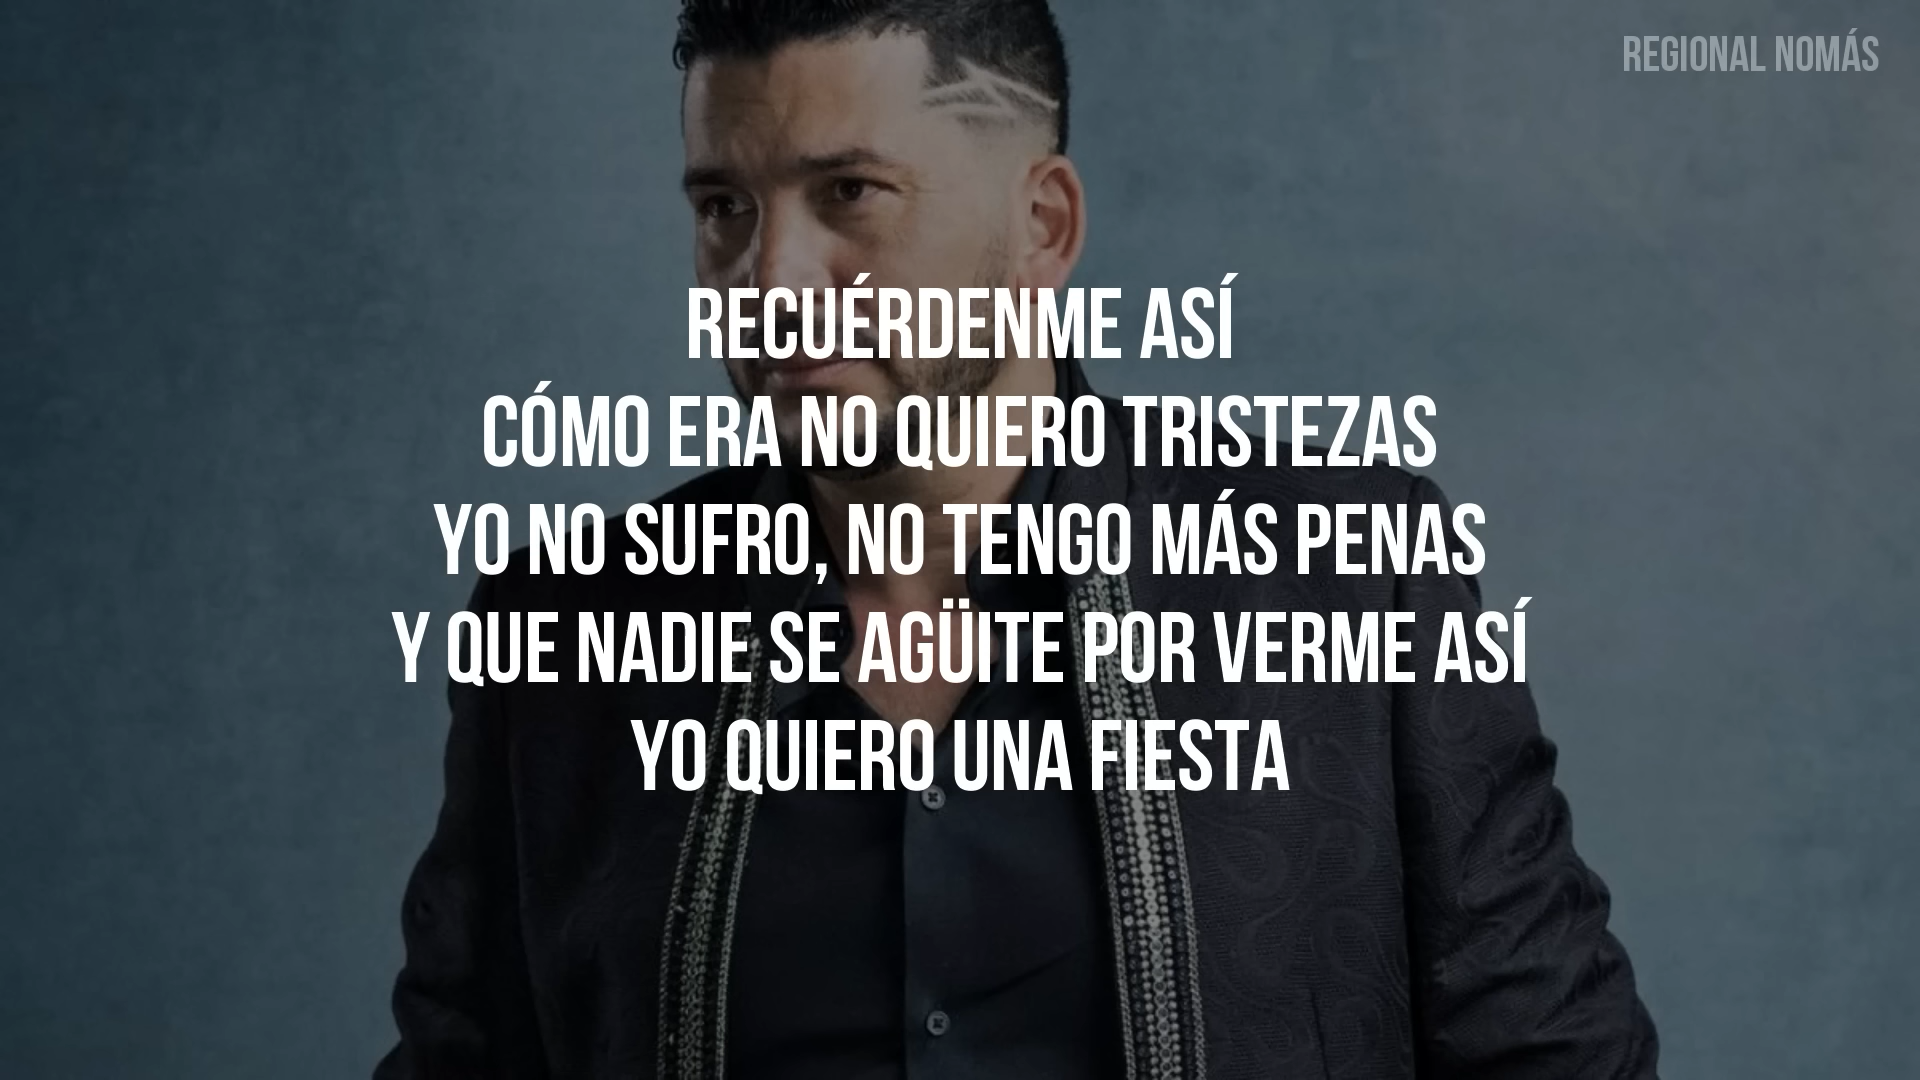 REGIONAL NOMÁS
RECUÉRDENME ASÍ
CÓMO ERA NO QUIERO TRISTEZAS
YO NO SUFRO, NO TENGO MÁS PENAS
Y QUE NADIE SE AGÜITE POR VERME ASÍ
YO QUIERO UNA FIESTA